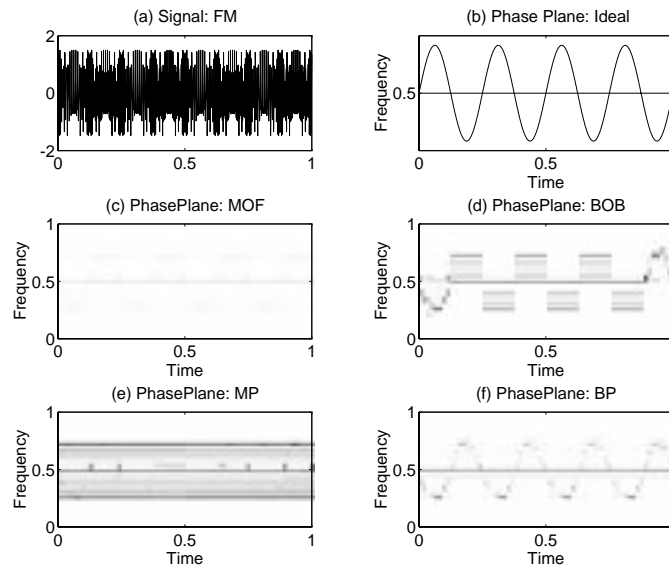 (a) Signal: FM
2
0
-2
0 0.5 1
(b) Phase Plane: Ideal
Frequency
0.5
0 0.5
Time
(c) PhasePlane: MOF
Frequency
1
0.5
0
0 0.5 1
Time
(d) PhasePlane: BOB
Frequency
1
0.5
0
0 0.5
Time
(e) PhasePlane: MP
Frequency
1
0.5
0
0 0.5 1
Time
(f) PhasePlane: BP
Frequency
1
0.5
0
0 0.5
Time